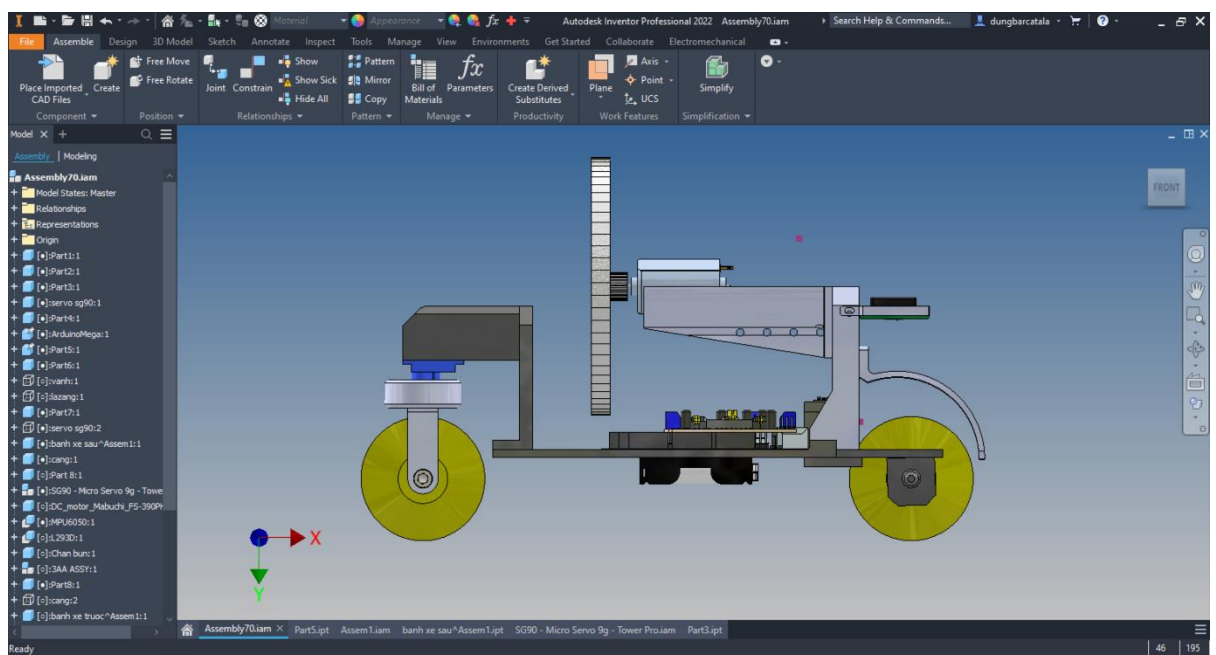 Material
Appearance
Autodesk Inventor Professional 2022 Assembly70.iam
Search Help & Commands...
dungbarcatala
File Assemble Design 3D Model Sketch Annotate Inspect Tools Manage View Environments Get Started Collaborate Electromechanical
Place Imported CAD Files
Create
Free Move
Free Rotate
Joint
Constrain
Show
Show Sick
Hide All
Pattern
Mirror
Copy
Bill of Materials
fx
Parameters
Create Derived Substitutes
Plane
Axis
Point
UCS
Simplify
Component Position Relationships Pattern Manage Productivity Work Features Simplification
Model
Assembly | Modeling
Assembly70.iam
Model States: Master
Relationships
Representations
Origin
[●]:Part1:1
[●]:Part2:1
[●]:Part3:1
[●]:servo sg90:1
[●]:Part4:1
[●]:ArduinoMega:1
[●]:Part5:1
[●]:Part6:1
[○]:vanh:1
[○]:lazang:1
[●]:Part7:1
[○]:servo sg90:2
[●]:banh xe sau^Assem1:1
[●]:cang:1
[○]:Part 8:1
[●]:SG90 - Micro Servo 9g - Towe
[○]:DC_motor_Mabuchi_FS-390PH
[●]:MPU6050:1
[○]:L293D:1
[○]:Chan bun:1
[○]:3AA ASSY:1
[●]:Part8:1
[○]:cang:2
[○]:banh xe truoc^Assem1:1
FRONT
X
Y
Assembly70.iam Part5.ipt Assem1.iam banh xe sau^Assem1.ipt SG90 - Micro Servo 9g - Tower Pro.iam Part3.ipt
Ready
46 195